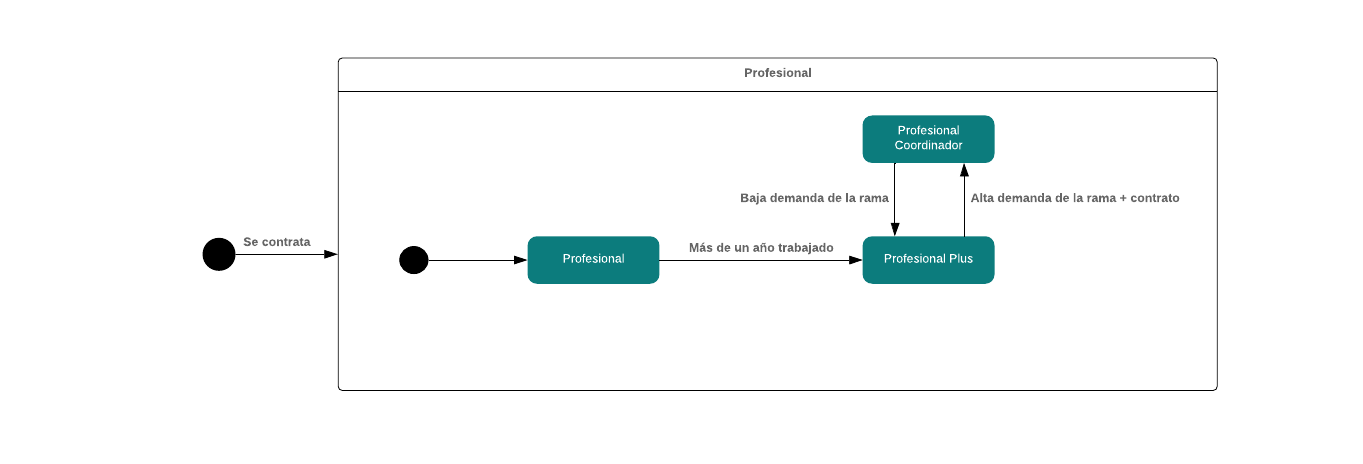 Profesional
Profesional
Coordinador
Baja demanda de la rama
Alta demanda de la rama + contrato
Se contrata
Más de un año trabajado
Profesional
Profesional Plus